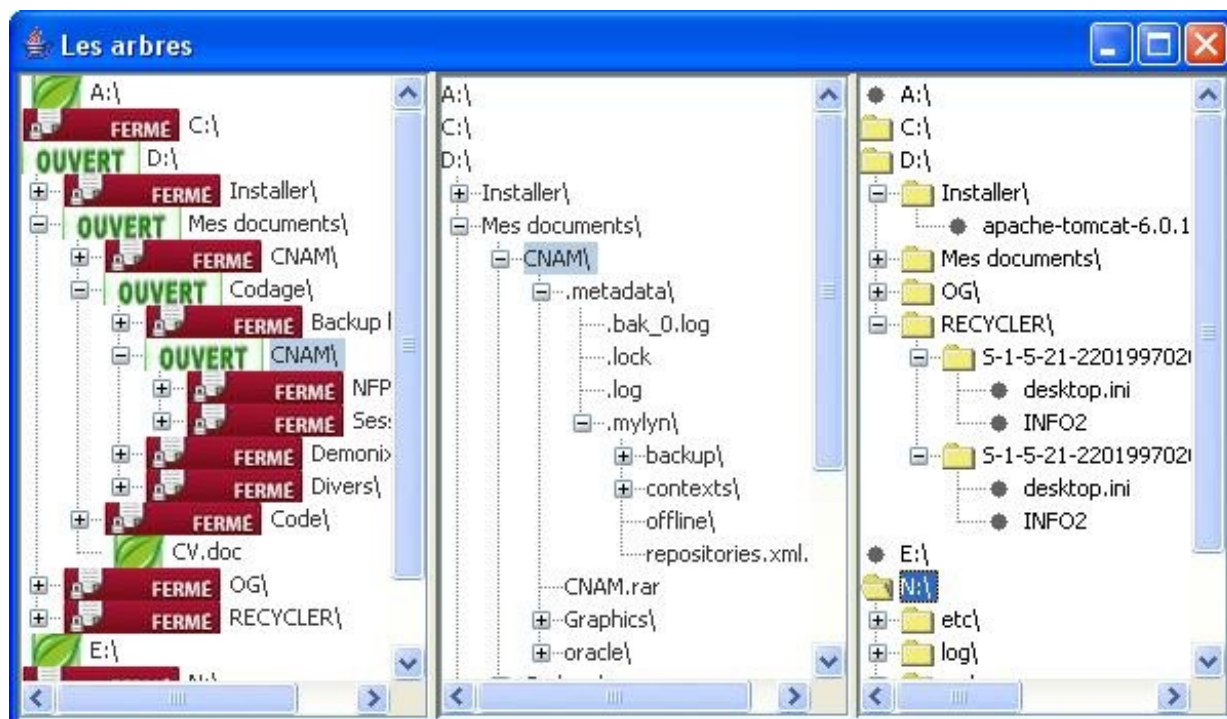 Les arbres
A:\
FERMÉ C:\
OUVERT D:\
FERMÉ Installer\
OUVERT Mes documents\
FERMÉ CNAM\
OUVERT Codage\
FERMÉ Backup
OUVERT CNAM\
FERMÉ NFP
FERMÉ Ses
FERMÉ Demonix
FERMÉ Divers\
FERMÉ Code\
CV.doc
FERMÉ OG\
FERMÉ RECYCLER\
E:\
N:\
A:\
C:\
D:\
Installer\
Mes documents\
CNAM\
.metadata\
.bak_0.log
.lock
.log
.mylyn\
backup\
contexts\
offline\
repositories.xml.
CNAM.rar
Graphics\
oracle\
A:\
C:\
D:\
Installer\
apache-tomcat-6.0.1
Mes documents\
OG\
RECYCLER\
S-1-5-21-220199702
desktop.ini
INFO2
S-1-5-21-220199702
desktop.ini
INFO2
E:\
N:\
etc\
log\